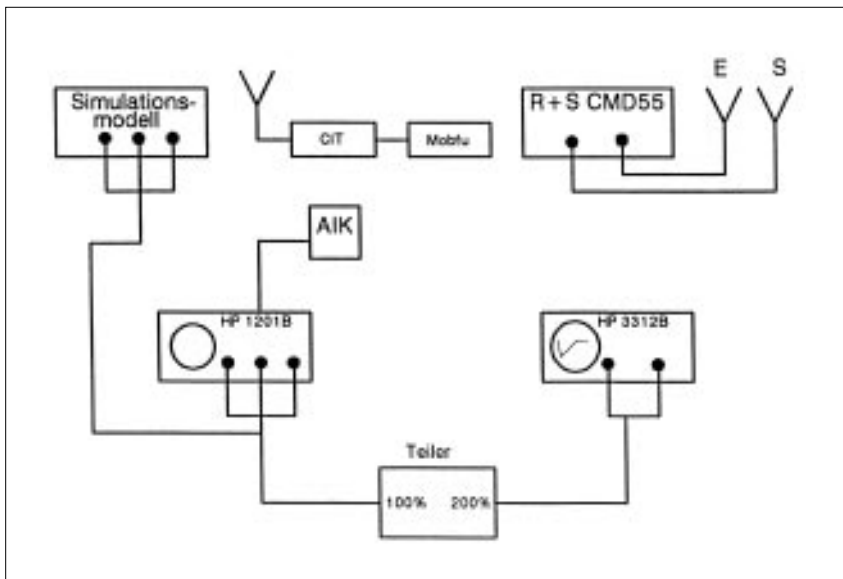 Simulations-
modell
CIT
Mobfu
R+S CMD55
E
S
AIK
HP 1201B
HP 3312B
Teiler
100%
200%